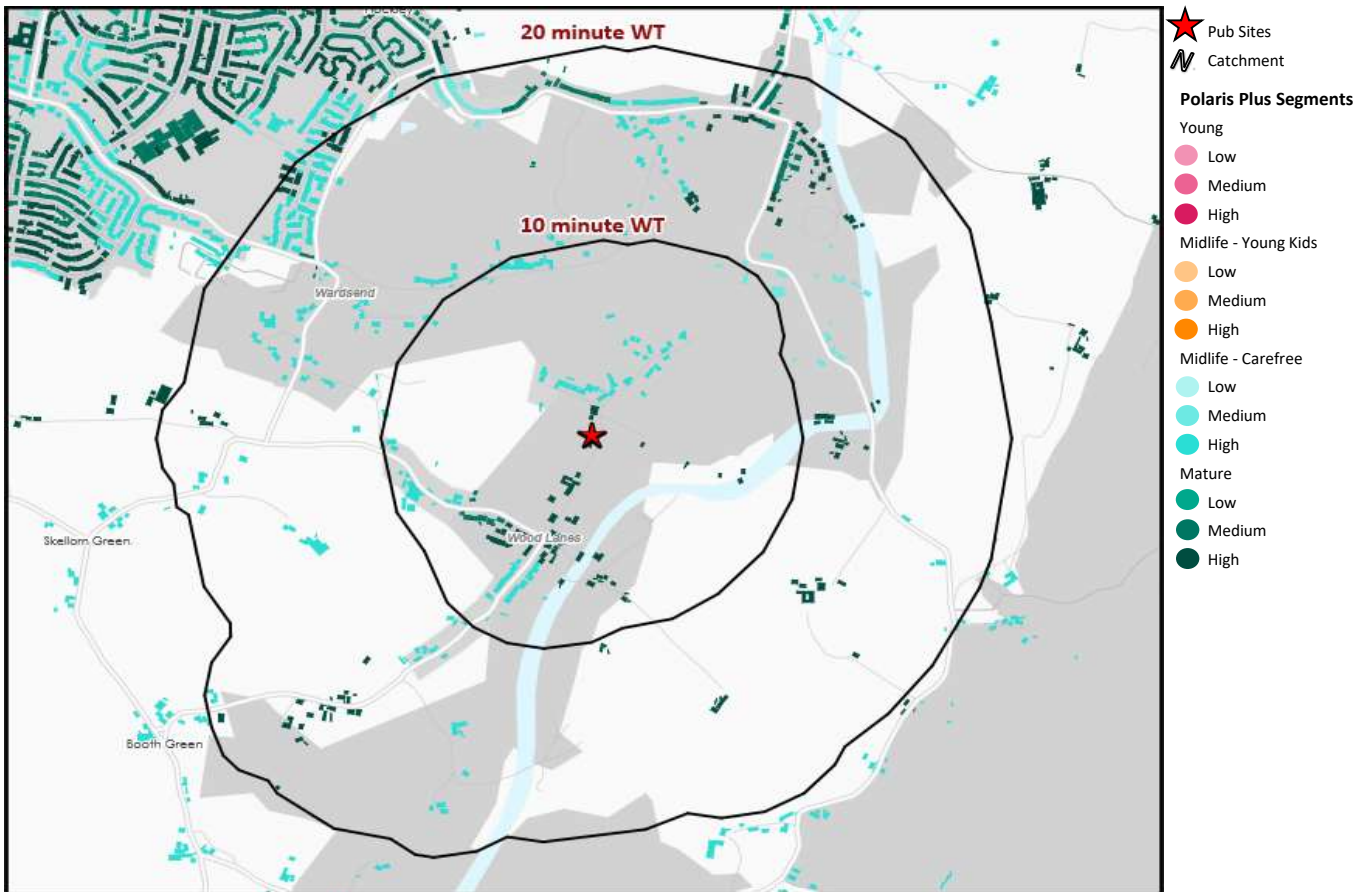 Hockley
20 minute WT
10 minute WT
Wardsend
Wood Lanes
Skellorn Green
Booth Green
Pub Sites
Catchment
Polaris Plus Segments
Young
Low
Medium
High
Midlife - Young Kids
Low
Medium
High
Midlife - Carefree
Low
Medium
High
Mature
Low
Medium
High